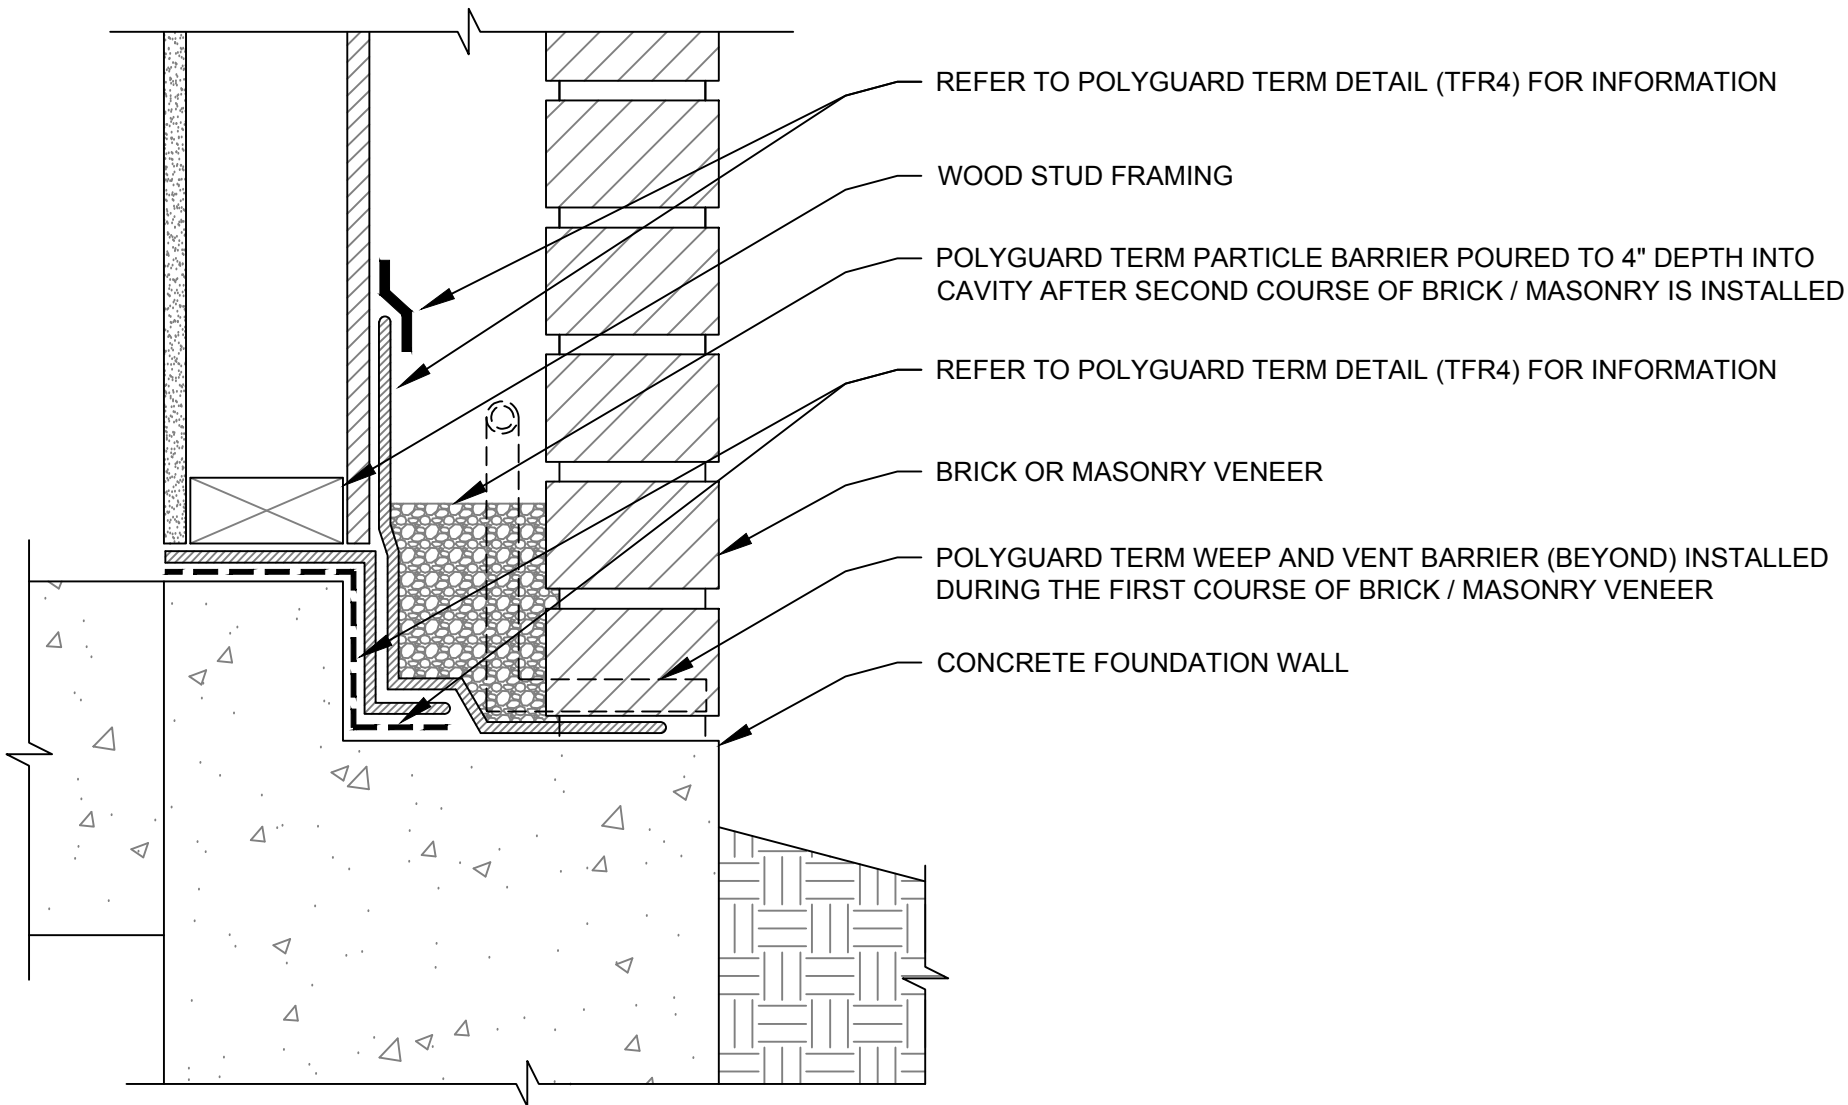 REFER TO POLYGUARD TERM DETAIL (TFR4) FOR INFORMATION
WOOD STUD FRAMING
POLYGUARD TERM PARTICLE BARRIER POURED TO 4" DEPTH INTO
CAVITY AFTER SECOND COURSE OF BRICK / MASONRY IS INSTALLED
REFER TO POLYGUARD TERM DETAIL (TFR4) FOR INFORMATION
BRICK OR MASONRY VENEER
POLYGUARD TERM WEEP AND VENT BARRIER (BEYOND) INSTALLED
DURING THE FIRST COURSE OF BRICK / MASONRY VENEER
CONCRETE FOUNDATION WALL